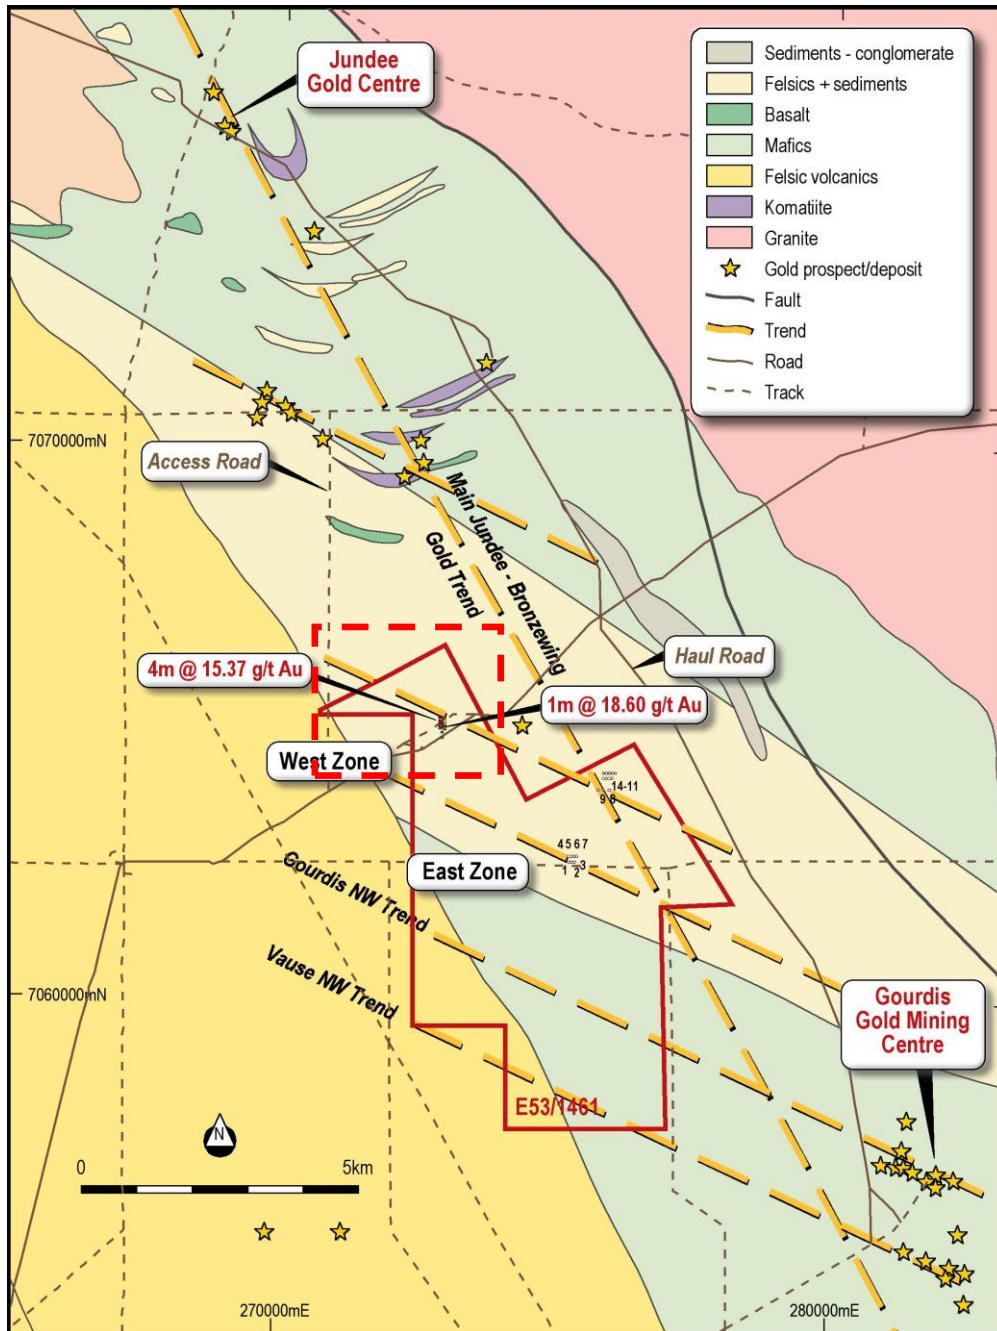 Jundee
Gold Centre
Sediments - conglomerate
Felsics + sediments
Basalt
Mafics
Felsic volcanics
Komatiite
Granite
Gold prospect/deposit
Fault
Trend
Road
Track
7070000mN
Access Road
Main Jundee - Bronzewing
Gold Trend
4m @ 15.37 g/t Au
Haul Road
1m @ 18.60 g/t Au
West Zone
14-11
9 8
4 5 6 7
3
1 2
East Zone
Gourdis NW Trend
Vause NW Trend
7060000mN
Gourdis
Gold Mining
Centre
E53/1461
N
0 5km
270000mE 280000mE